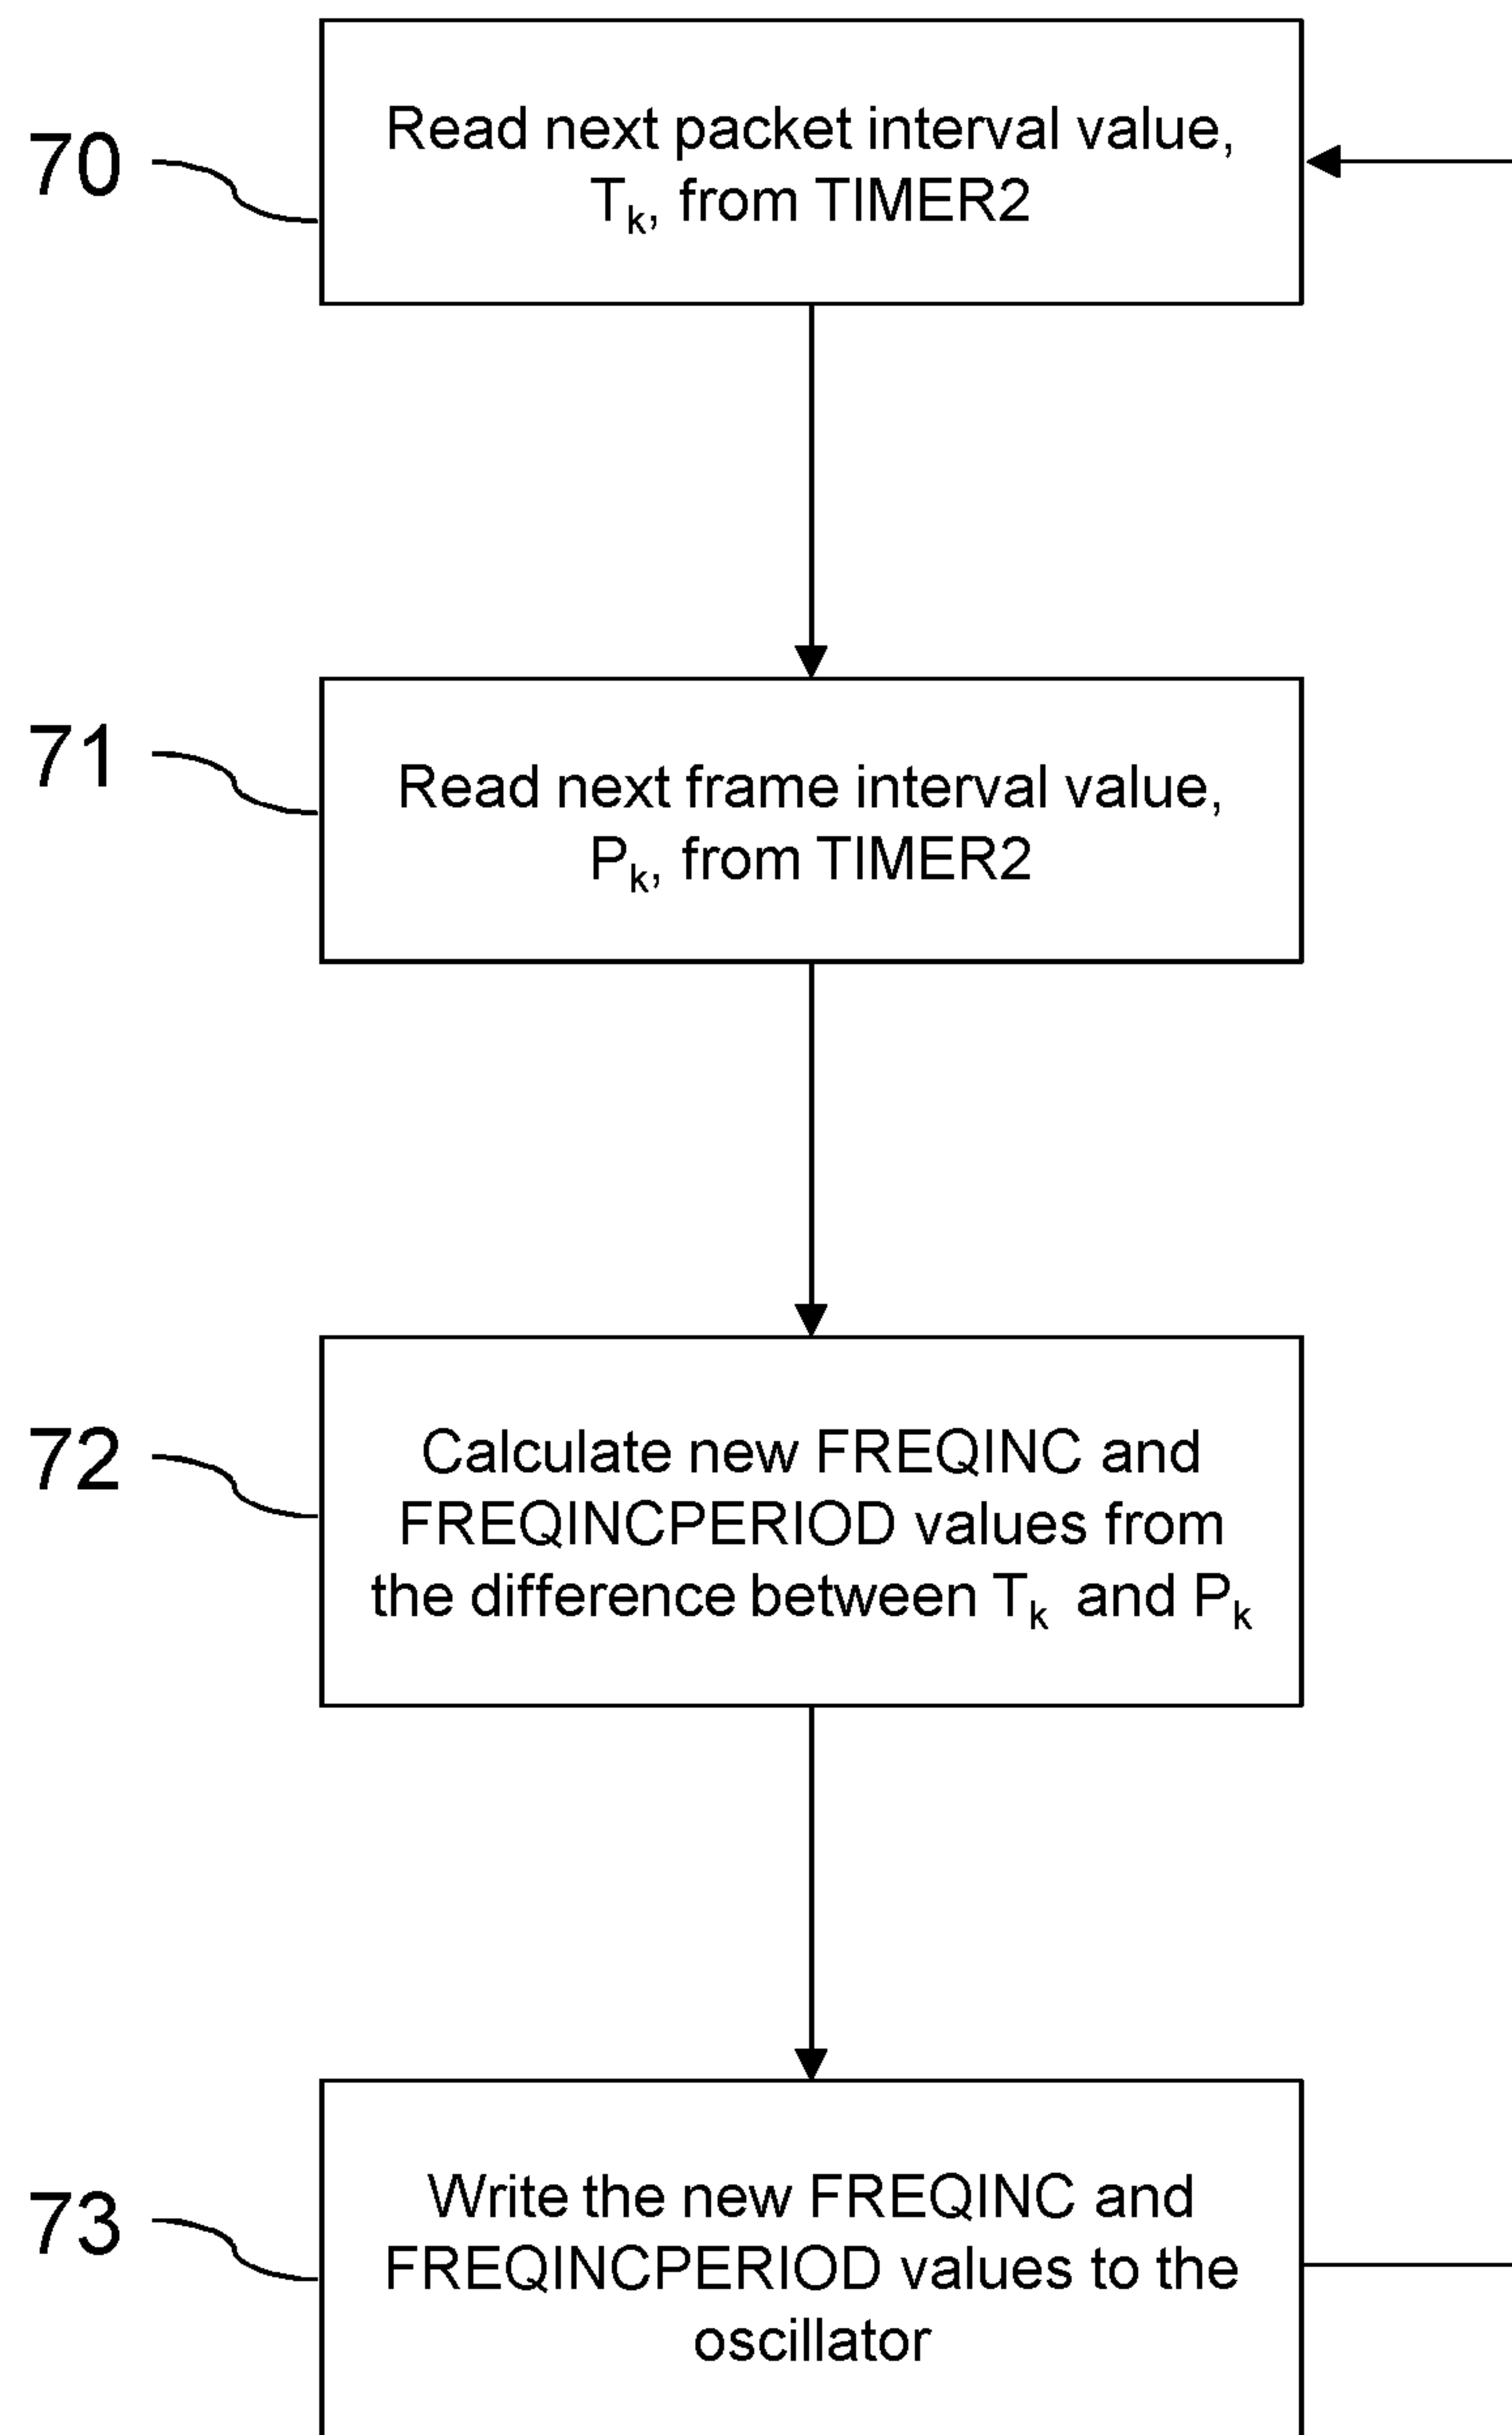 70
Read next packet interval value,
Tk, from TIMER2
71
Read next frame interval value,
Pk, from TIMER2
72
Calculate new FREQINC and
FREQINCPERIOD values from
the difference between Tk and Pk
73
Write the new FREQINC and
FREQINCPERIOD values to the
oscillator